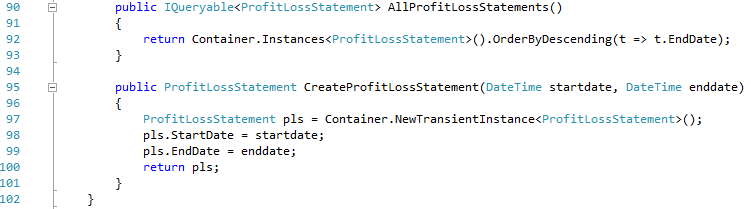 90 public IQueryable<ProfitLossStatement> AllProfitLossStatements()
91 {
92 return Container.Instances<ProfitLossStatement>().OrderByDescending(t => t.EndDate);
93 }
94
95 public ProfitLossStatement CreateProfitLossStatement(DateTime startdate, DateTime enddate)
96 {
97 ProfitLossStatement pls = Container.NewTransientInstance<ProfitLossStatement>();
98 pls.StartDate = startdate;
99 pls.EndDate = enddate;
100 return pls;
101 }
102 }